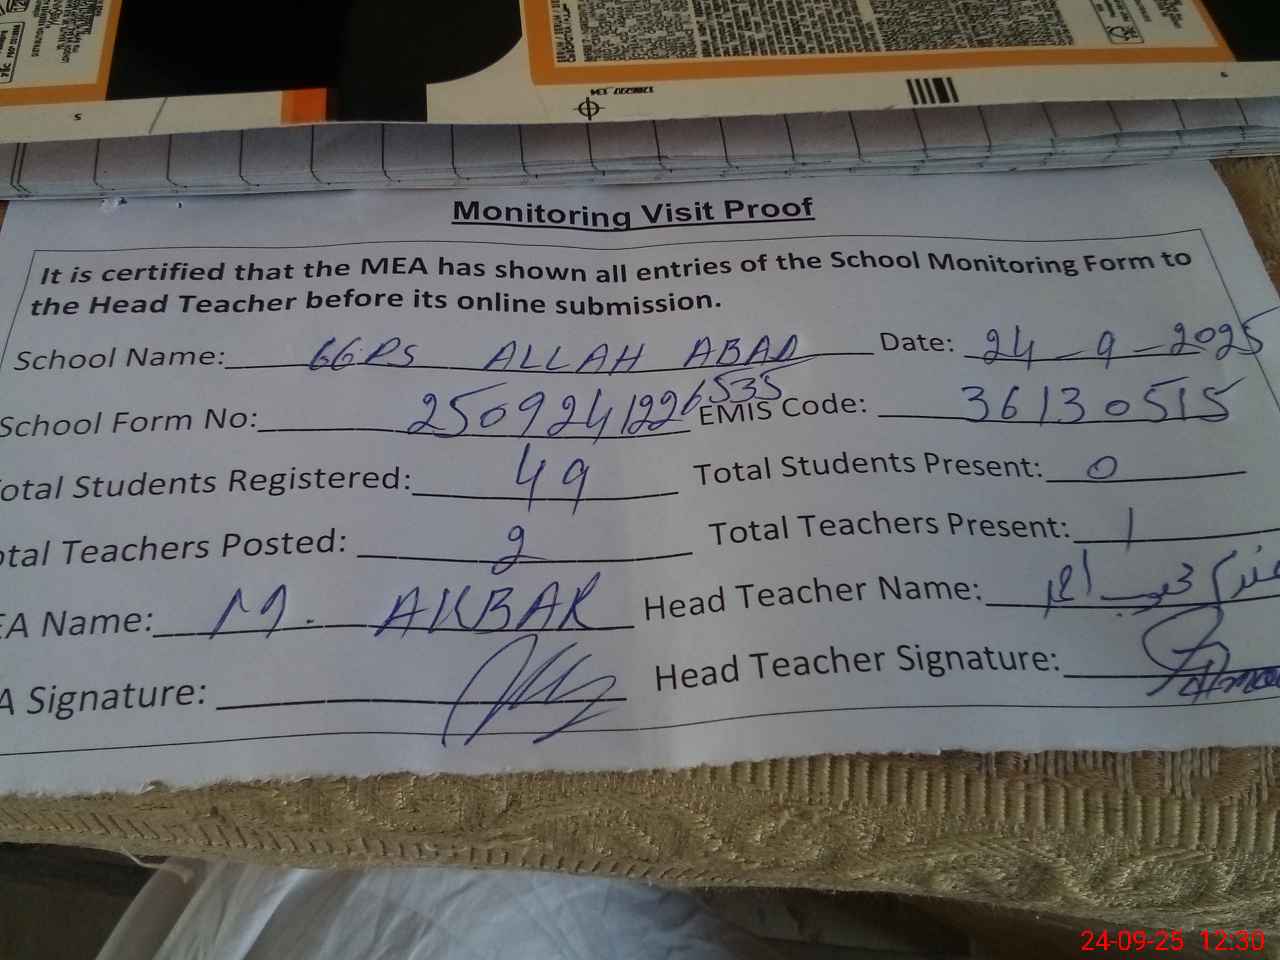 Monitoring Visit Proof
It is certified that the MEA has shown all entries of the School Monitoring Form to
the Head Teacher before its online submission.
School Name: GGPS ALLAH ABAD Date: 24-9-2025
School Form No: 2509241226535 EMIS Code: 36130515
otal Students Registered: 49 Total Students Present: 0
otal Teachers Posted: 2 Total Teachers Present: 1
EA Name: M. AKBAR Head Teacher Name:
A Signature: Head Teacher Signature:
24-09-25 12:30